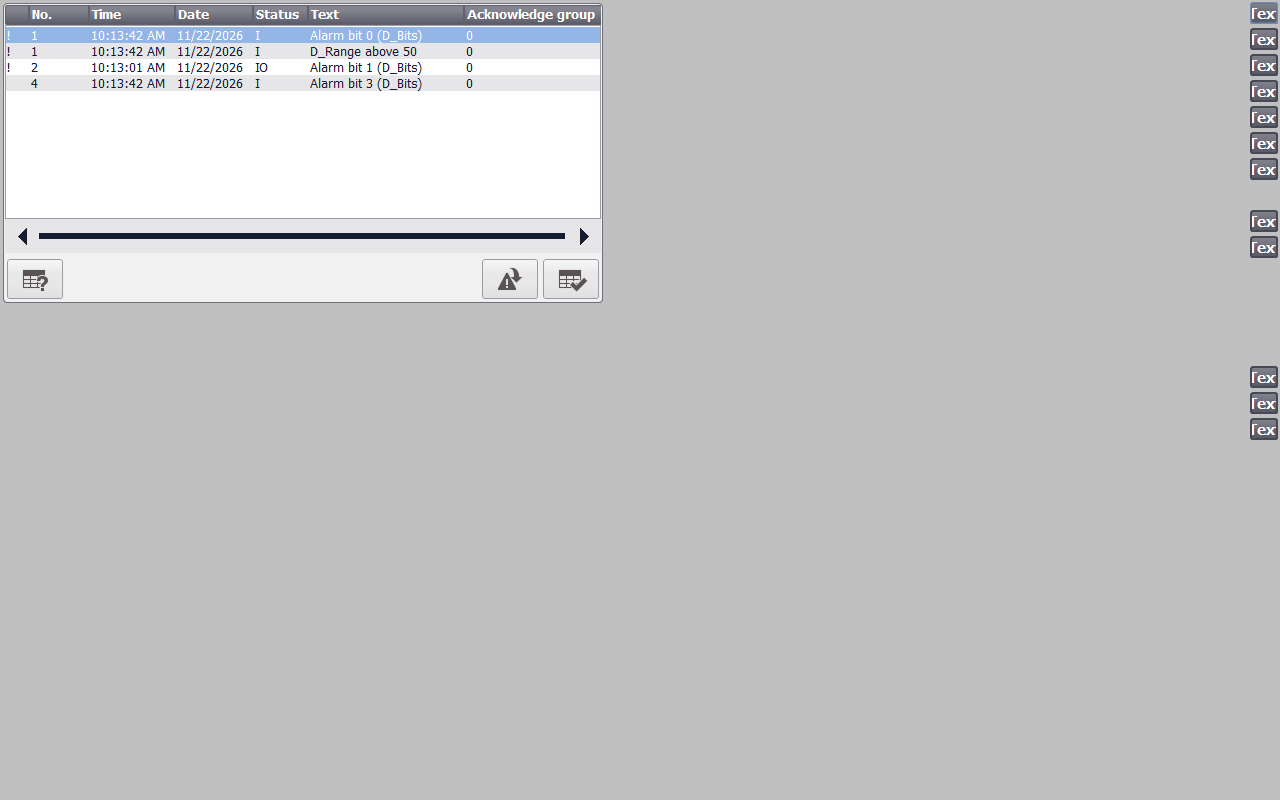 No. Time Date Status Text Acknowledge group
! 1 10:13:42 AM 11/22/2026 I Alarm bit 0 (D_Bits) 0
! 1 10:13:42 AM 11/22/2026 I D_Range above 50 0
! 2 10:13:01 AM 11/22/2026 IO Alarm bit 1 (D_Bits) 0
4 10:13:42 AM 11/22/2026 I Alarm bit 3 (D_Bits) 0
Tex
Tex
Tex
Tex
Tex
Tex
Tex
Tex
Tex
Tex
Tex
Tex